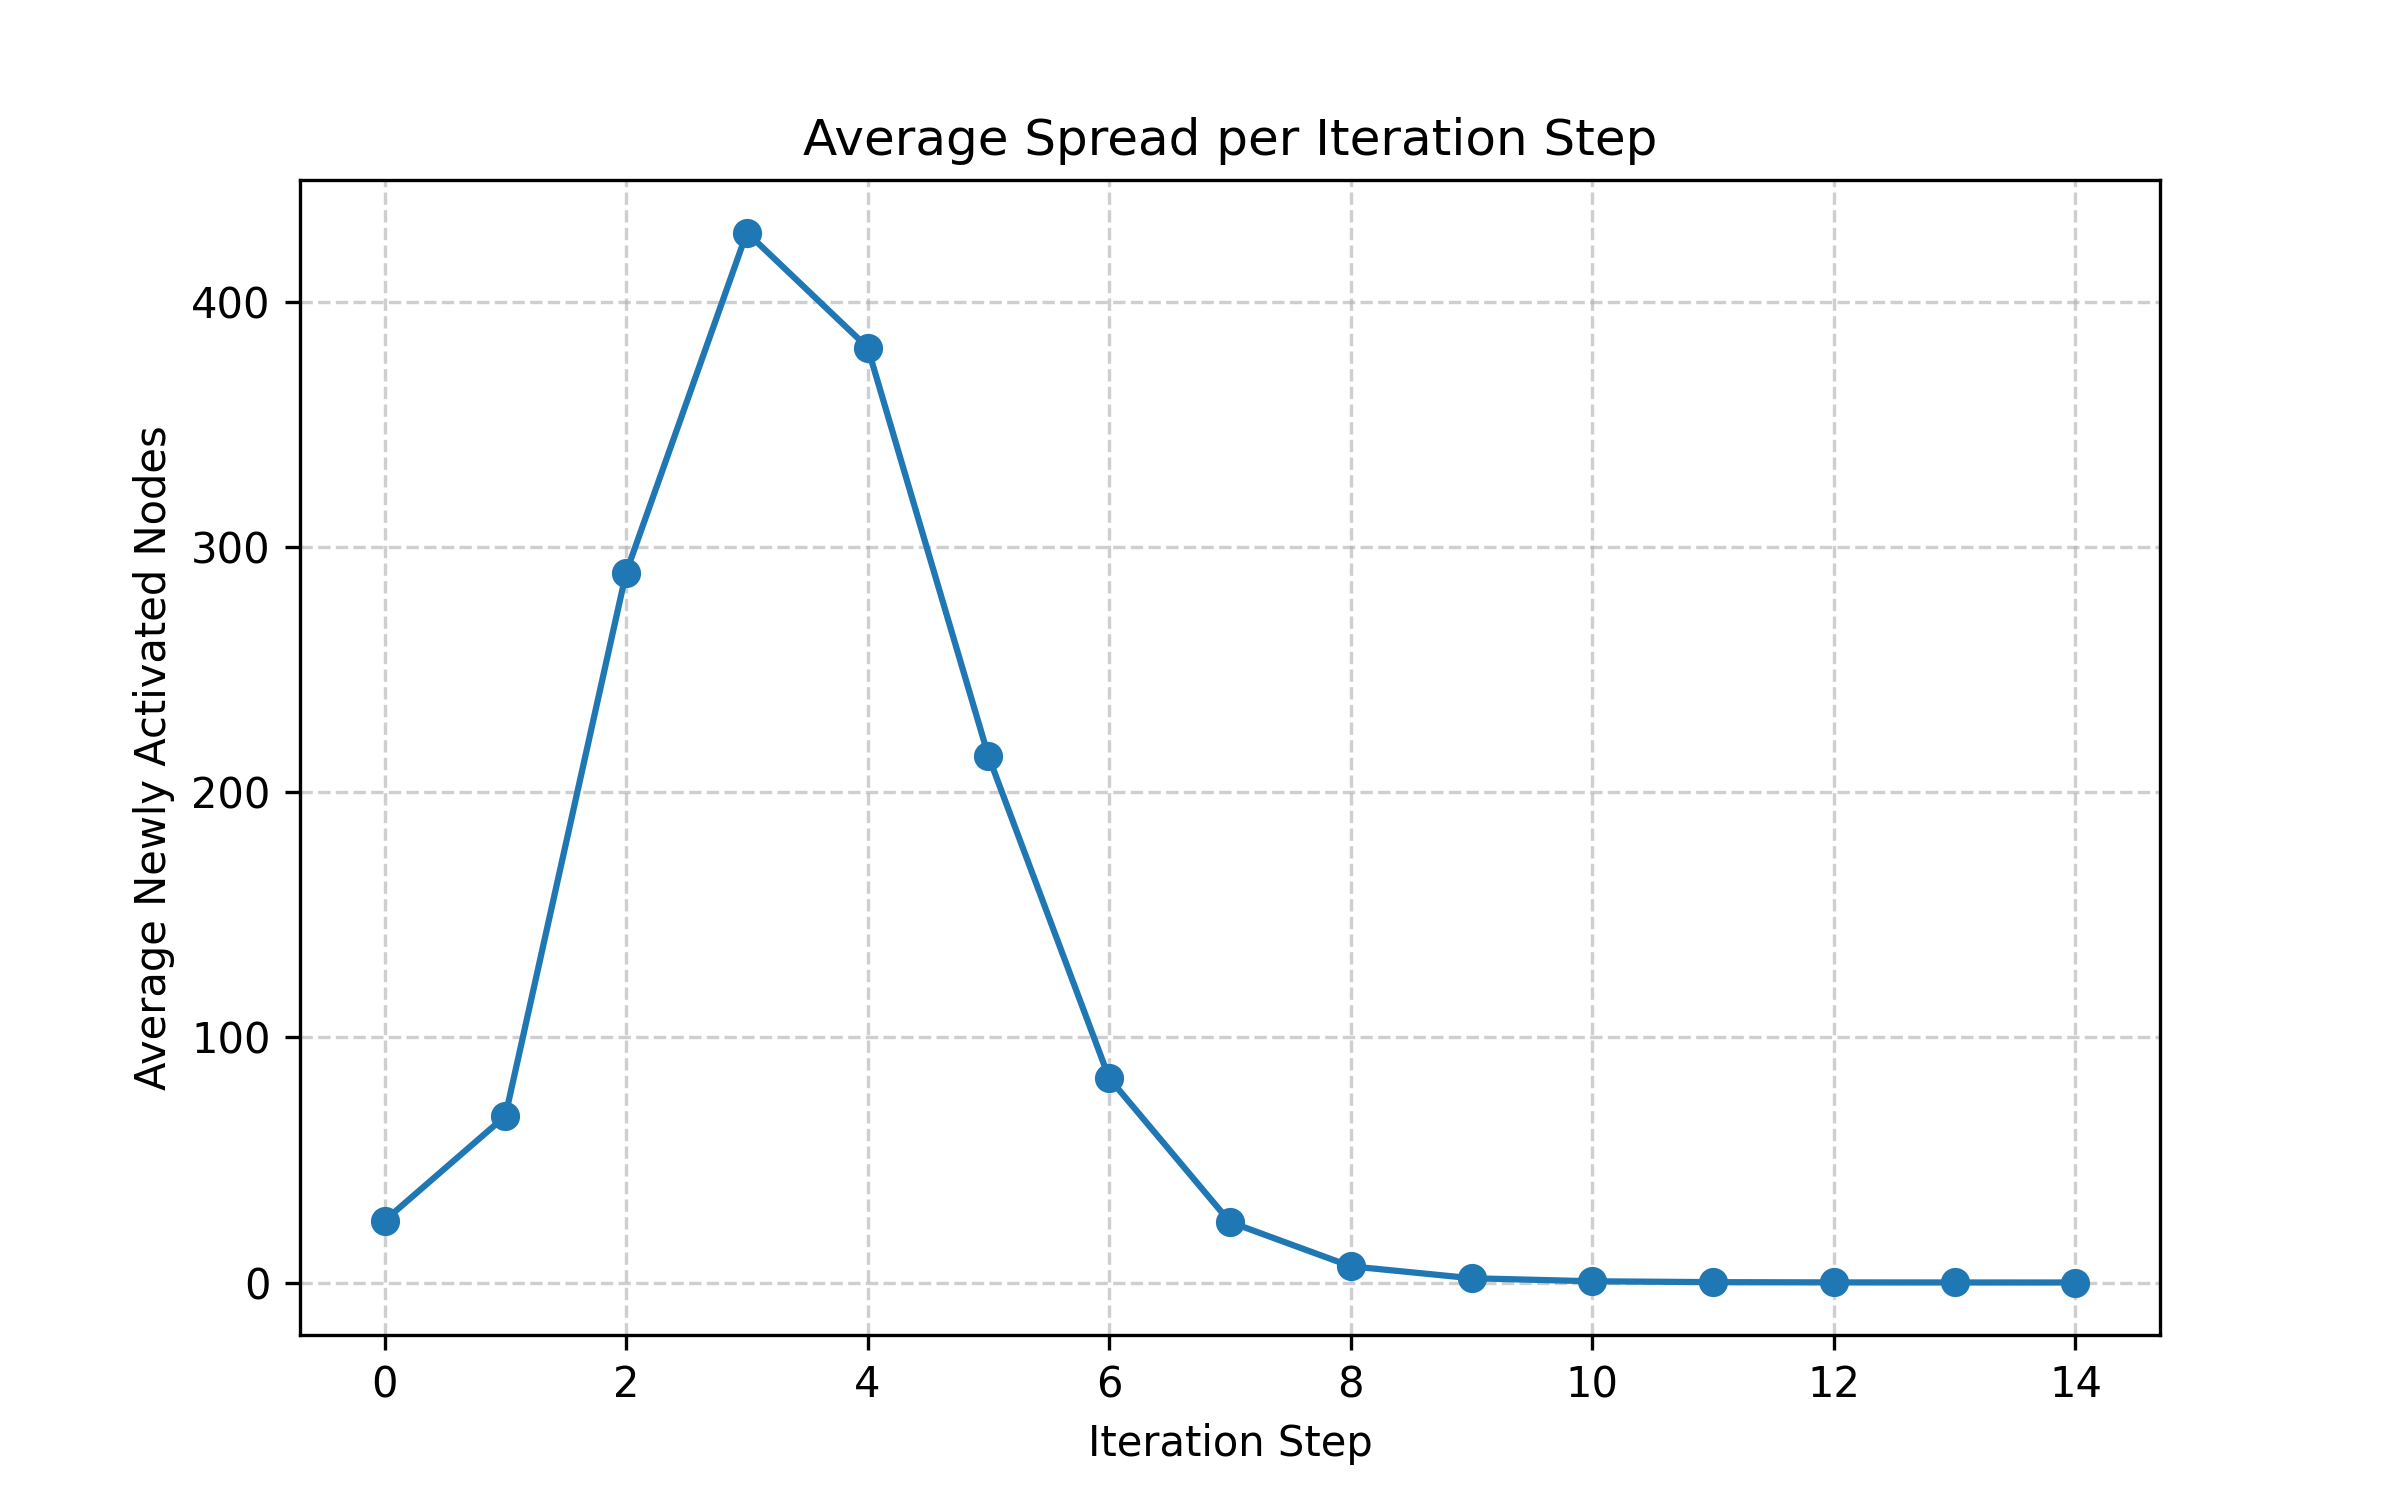 Average Spread per Iteration Step
Average Newly Activated Nodes
400
300
200
100
0
0 2 4 6 8 10 12 14
Iteration Step